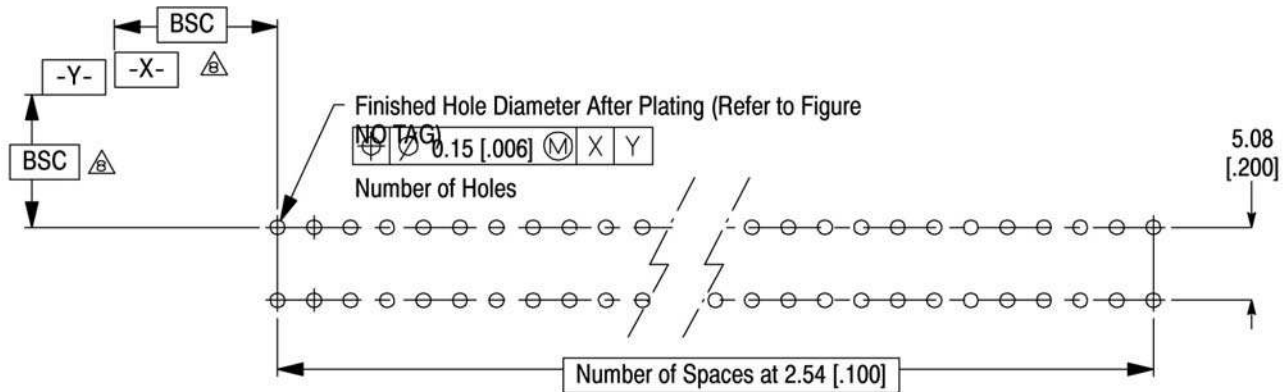 BSC
-Y- -X- 8
Finished Hole Diameter After Plating (Refer to Figure
NO TAG)
⌖ ⌀ 0.15 [.006] Ⓜ X Y
BSC 8
Number of Holes
5.08
[.200]
Number of Spaces at 2.54 [.100]